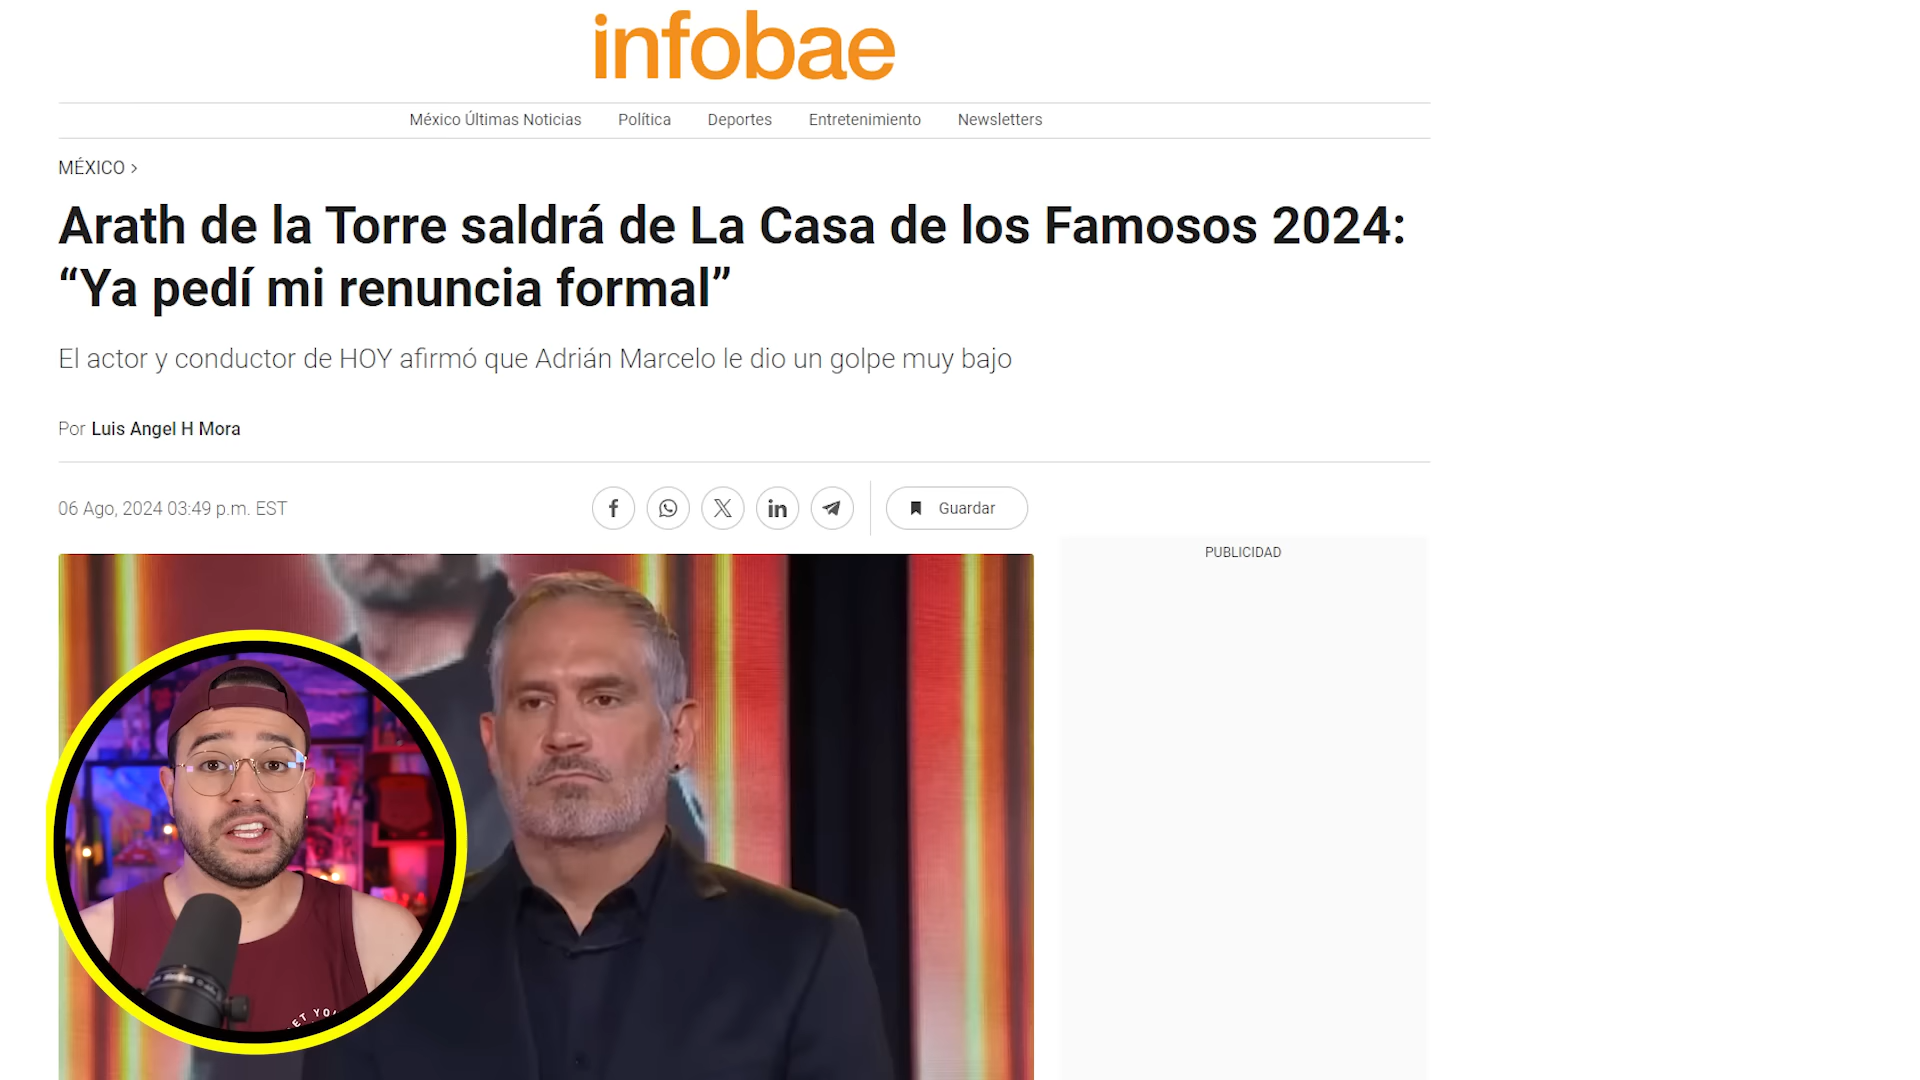 infobae
México Últimas Noticias Política Deportes Entretenimiento Newsletters
MÉXICO >
Arath de la Torre saldrá de La Casa de los Famosos 2024:
“Ya pedí mi renuncia formal”
El actor y conductor de HOY afirmó que Adrián Marcelo le dio un golpe muy bajo
Por Luis Angel H Mora
06 Ago, 2024 03:49 p.m. EST
Guardar
PUBLICIDAD